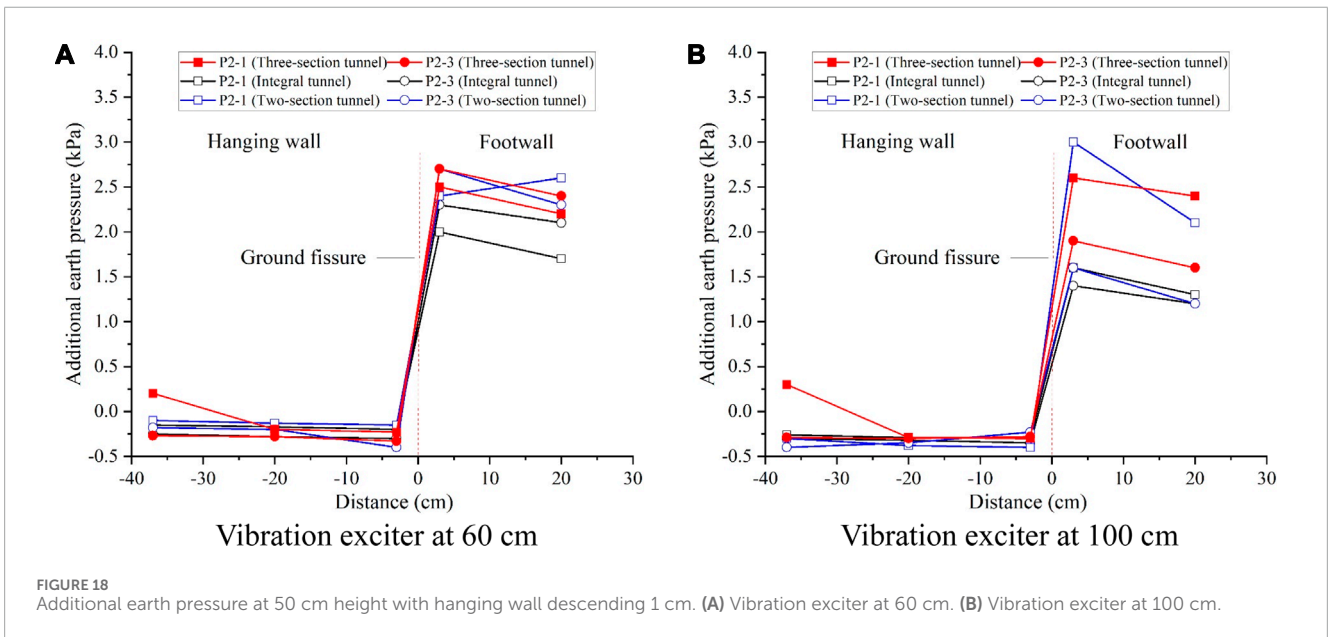 A
P2-1 (Three-section tunnel) P2-3 (Three-section tunnel)
P2-1 (Integral tunnel) P2-3 (Integral tunnel)
P2-1 (Two-section tunnel) P2-3 (Two-section tunnel)
Hanging wall Footwall
Ground fissure
Additional earth pressure (kPa)
4.0
3.5
3.0
2.5
2.0
1.5
1.0
0.5
0.0
-0.5
-40 -30 -20 -10 0 10 20 30
Distance (cm)
Vibration exciter at 60 cm
B
P2-1 (Three-section tunnel) P2-3 (Three-section tunnel)
P2-1 (Integral tunnel) P2-3 (Integral tunnel)
P2-1 (Two-section tunnel) P2-3 (Two-section tunnel)
Hanging wall Footwall
Ground fissure
Additional earth pressure (kPa)
4.0
3.5
3.0
2.5
2.0
1.5
1.0
0.5
0.0
-0.5
-40 -30 -20 -10 0 10 20 30
Distance (cm)
Vibration exciter at 100 cm
FIGURE 18
Additional earth pressure at 50 cm height with hanging wall descending 1 cm. (A) Vibration exciter at 60 cm. (B) Vibration exciter at 100 cm.